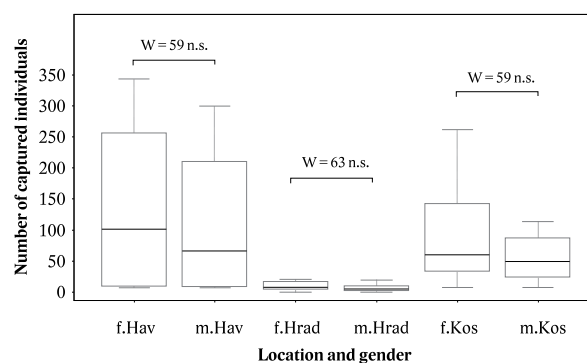 W = 59 n.s.
W = 59 n.s.
W = 63 n.s.
Number of captured individuals
350
300
250
200
150
100
50
0
f.Hav m.Hav f.Hrad m.Hrad f.Kos m.Kos
Location and gender